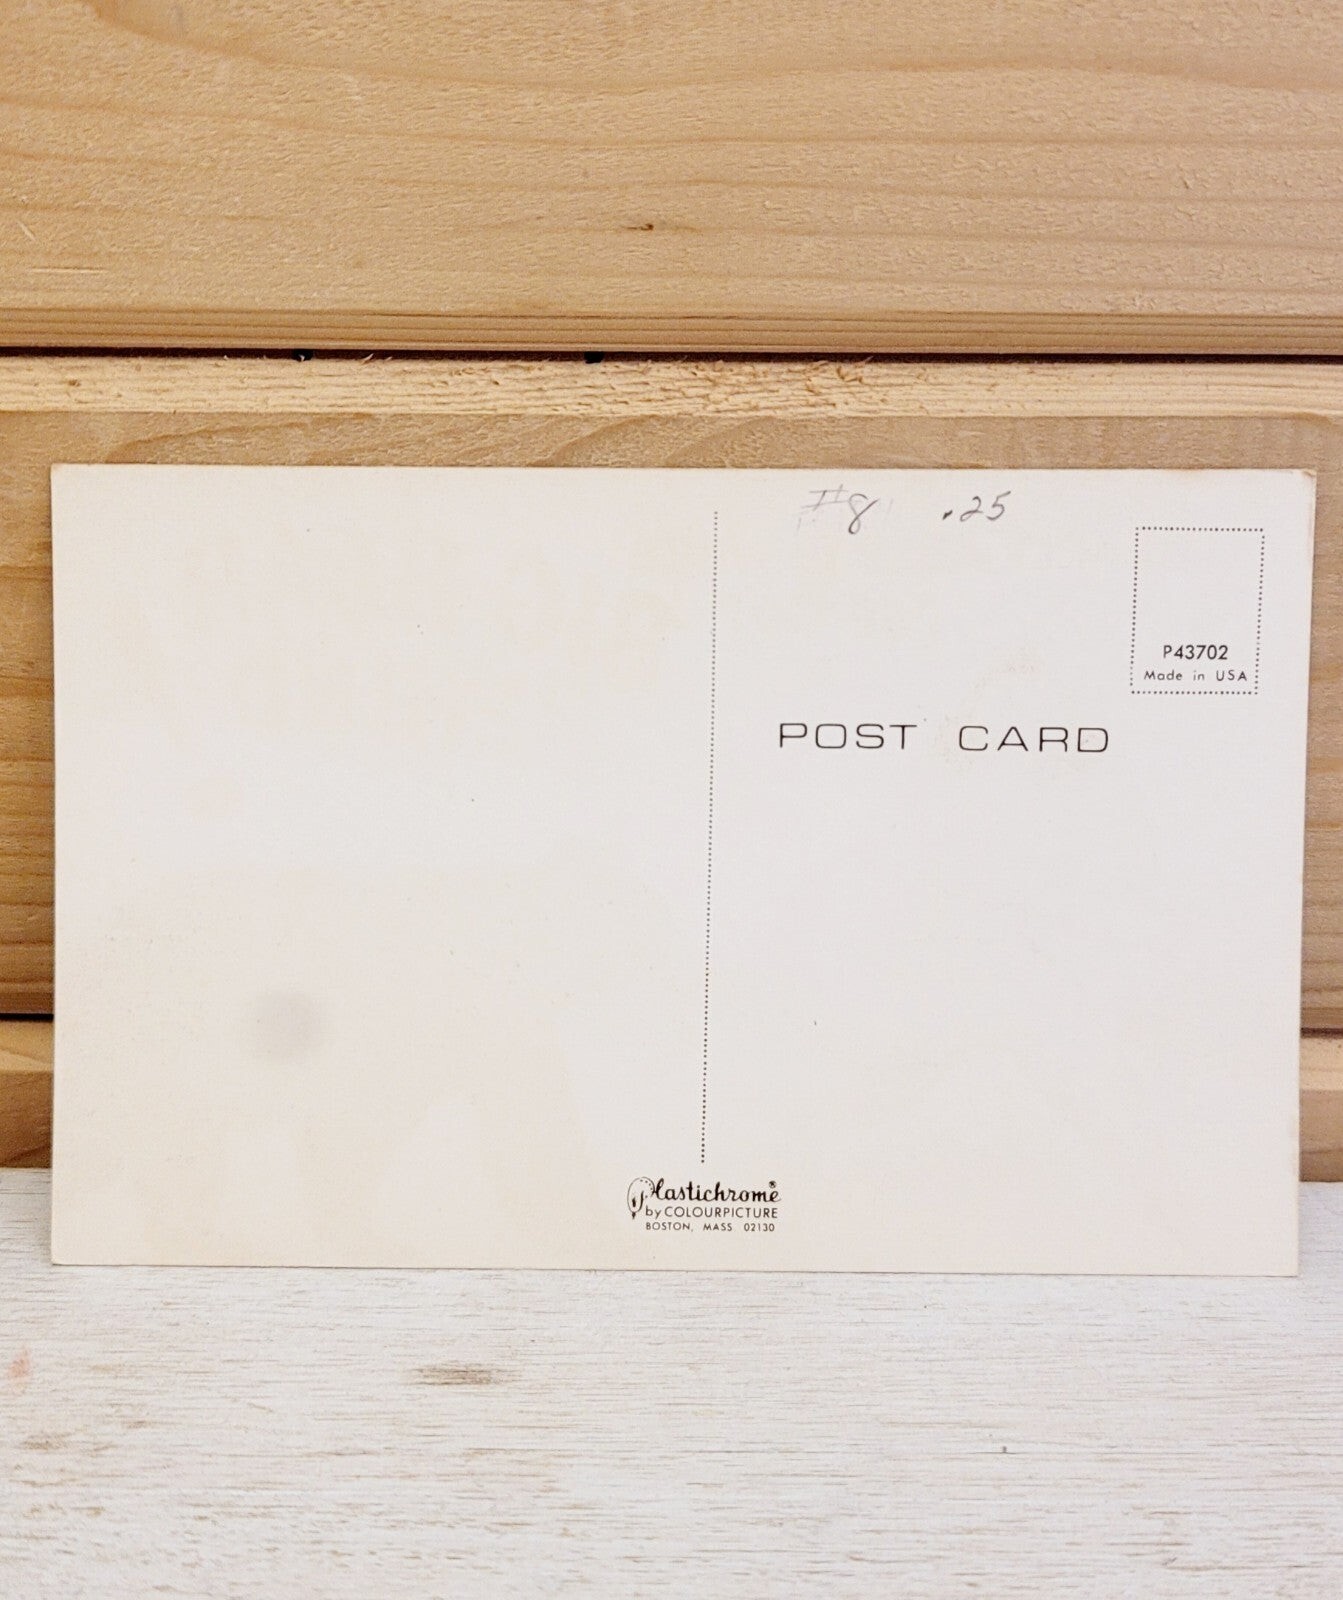 #8 .25
P43702
Made in USA
POST CARD
Plastichrome®
by COLOURPICTURE
BOSTON, MASS. 02130